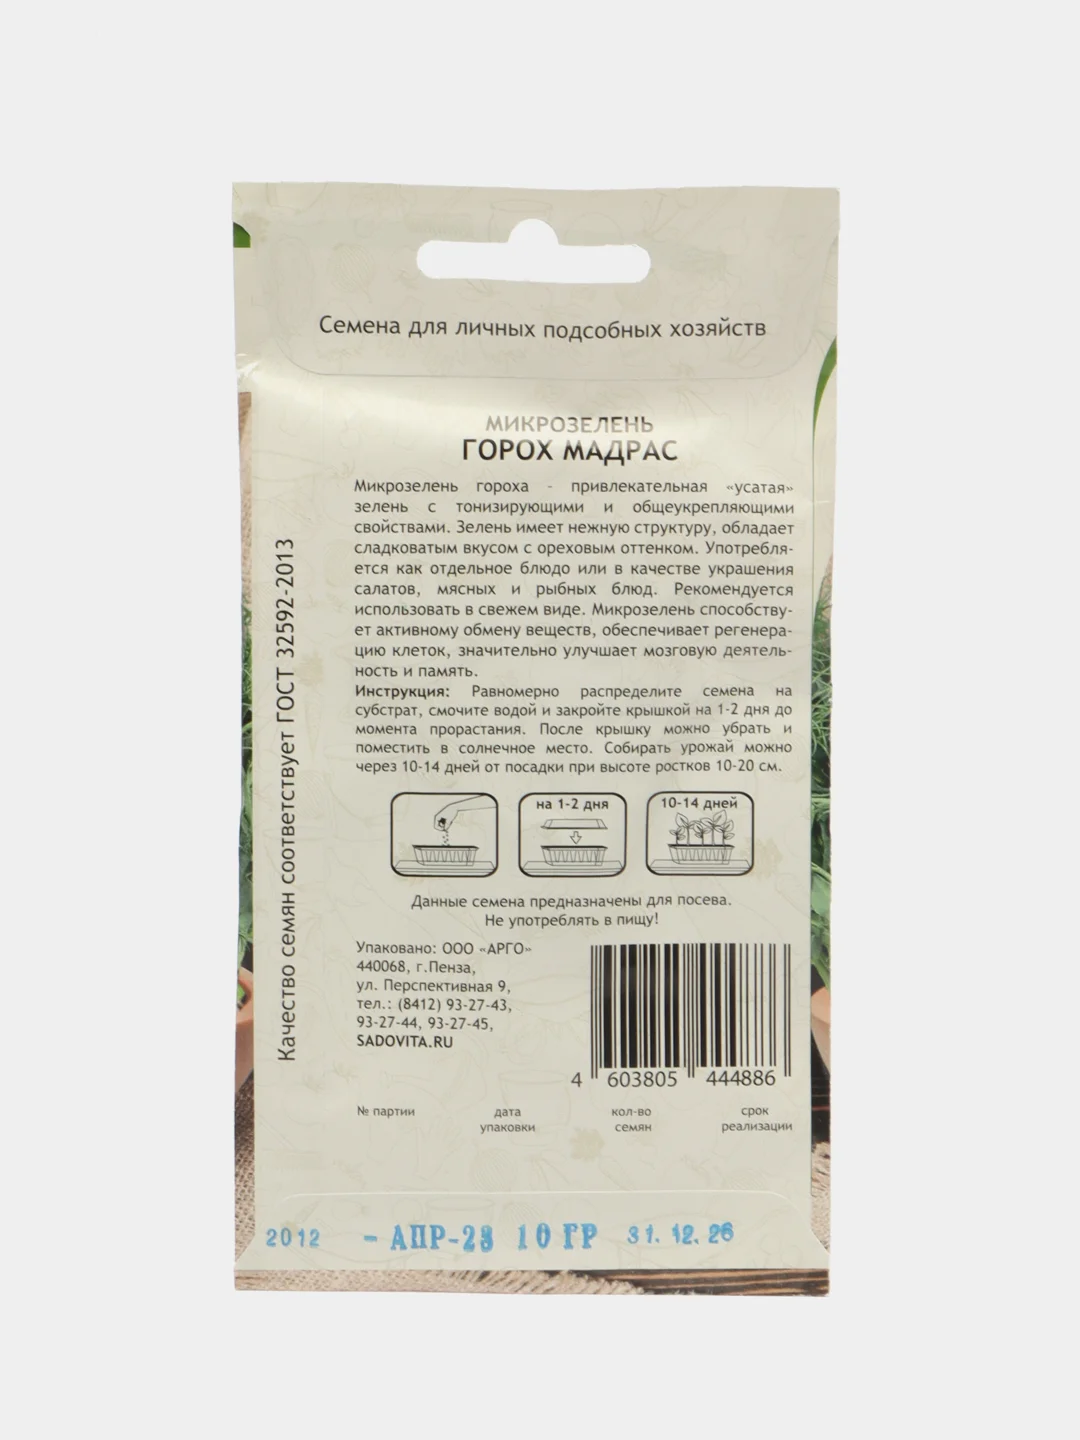 Семена для личных подсобных хозяйств
МИКРОЗЕЛЕНЬ
ГОРОХ МАДРАС
Микрозелень гороха - привлекательная «усатая»
зелень с тонизирующими и общеукрепляющими
свойствами. Зелень имеет нежную структуру, обладает
сладковатым вкусом с ореховым оттенком. Употребля-
ется как отдельное блюдо или в качестве украшения
салатов, мясных и рыбных блюд. Рекомендуется
использовать в свежем виде. Микрозелень способству-
ет активному обмену веществ, обеспечивает регенера-
цию клеток, значительно улучшает мозговую деятель-
ность и память.
Инструкция: Равномерно распределите семена на
субстрат, смочите водой и закройте крышкой на 1-2 дня до
момента прорастания. После крышку можно убрать и
поместить в солнечное место. Собирать урожай можно
через 10-14 дней от посадки при высоте ростков 10-20 см.
на 1-2 дня
10-14 дней
Данные семена предназначены для посева.
Не употреблять в пищу!
Качество семян соответствует ГОСТ 32592-2013
Упаковано: ООО «АРГО»
440068, г.Пенза,
ул. Перспективная 9,
тел.: (8412) 93-27-43,
93-27-44, 93-27-45,
SADOVITA.RU
4 603805 444886
№ партии дата упаковки кол-во семян срок реализации
2012 - АПР-23 10 ГР 31.12.26